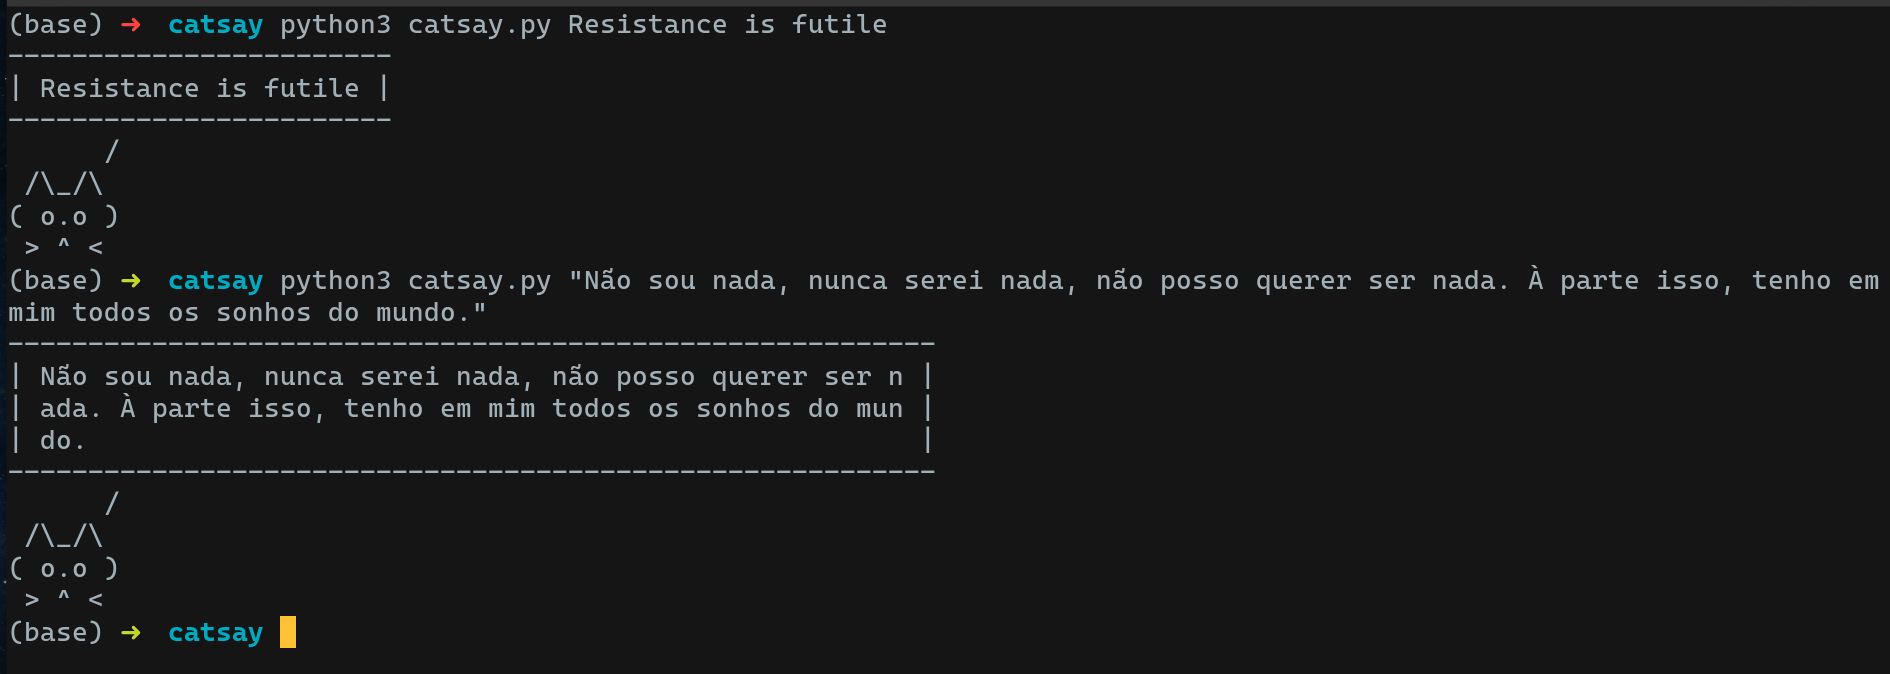 (base) ➜  catsay python3 catsay.py Resistance is futile
------------------------
| Resistance is futile |
------------------------
      /
 /\_/\
( o.o )
 > ^ <
(base) ➜  catsay python3 catsay.py "Não sou nada, nunca serei nada, não posso querer ser nada. À parte isso, tenho em
mim todos os sonhos do mundo."
----------------------------------------------------------
| Não sou nada, nunca serei nada, não posso querer ser n |
| ada. À parte isso, tenho em mim todos os sonhos do mun |
| do.                                                    |
----------------------------------------------------------
      /
 /\_/\
( o.o )
 > ^ <
(base) ➜  catsay